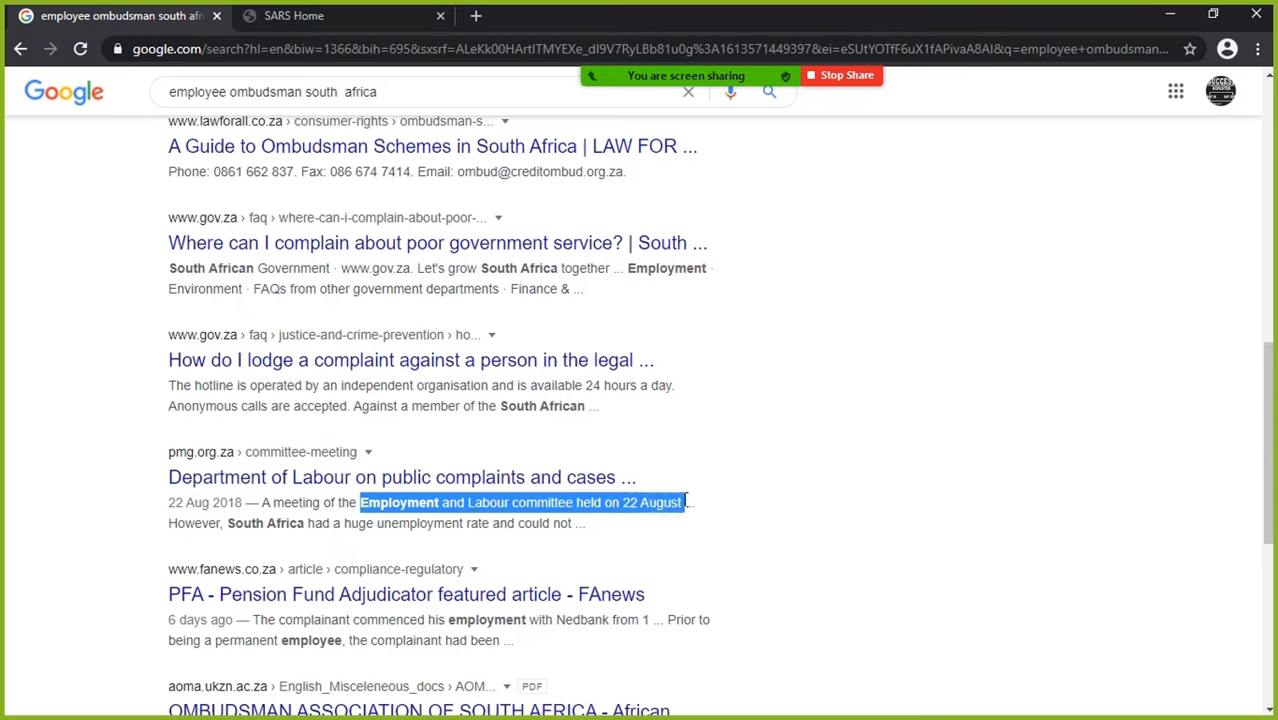 employee ombudsman south afr
SARS Home
google.com/search?hl=en&biw=1366&bih=695&sxsrf=ALeKk00HArtITMYEXe_dI9V7RyLBb81u0g%3A1613571449397&ei=eSUtYOTfF6uX1fAPivaA8AI&q=employee+ombudsman...
You are screen sharing
Stop Share
Google
employee ombudsman south africa
www.lawforall.co.za › consumer-rights › ombudsman-s...
A Guide to Ombudsman Schemes in South Africa | LAW FOR ...
Phone: 0861 662 837. Fax: 086 674 7414. Email: ombud@creditombud.org.za.
www.gov.za › faq › where-can-i-complain-about-poor-...
Where can I complain about poor government service? | South ...
South African Government · www.gov.za. Let's grow South Africa together ... Employment ·
Environment · FAQs from other government departments · Finance & ...
www.gov.za › faq › justice-and-crime-prevention › ho...
How do I lodge a complaint against a person in the legal ...
The hotline is operated by an independent organisation and is available 24 hours a day.
Anonymous calls are accepted. Against a member of the South African ...
pmg.org.za › committee-meeting
Department of Labour on public complaints and cases ...
22 Aug 2018 — A meeting of the Employment and Labour committee held on 22 August ...
However, South Africa had a huge unemployment rate and could not ...
www.fanews.co.za › article › compliance-regulatory
PFA - Pension Fund Adjudicator featured article - FAnews
6 days ago — The complainant commenced his employment with Nedbank from 1 ... Prior to
being a permanent employee, the complainant had been ...
aoma.ukzn.ac.za › English_Misceleneous_docs › AOM... PDF
OMBUDSMAN ASSOCIATION OF SOUTH AFRICA - African